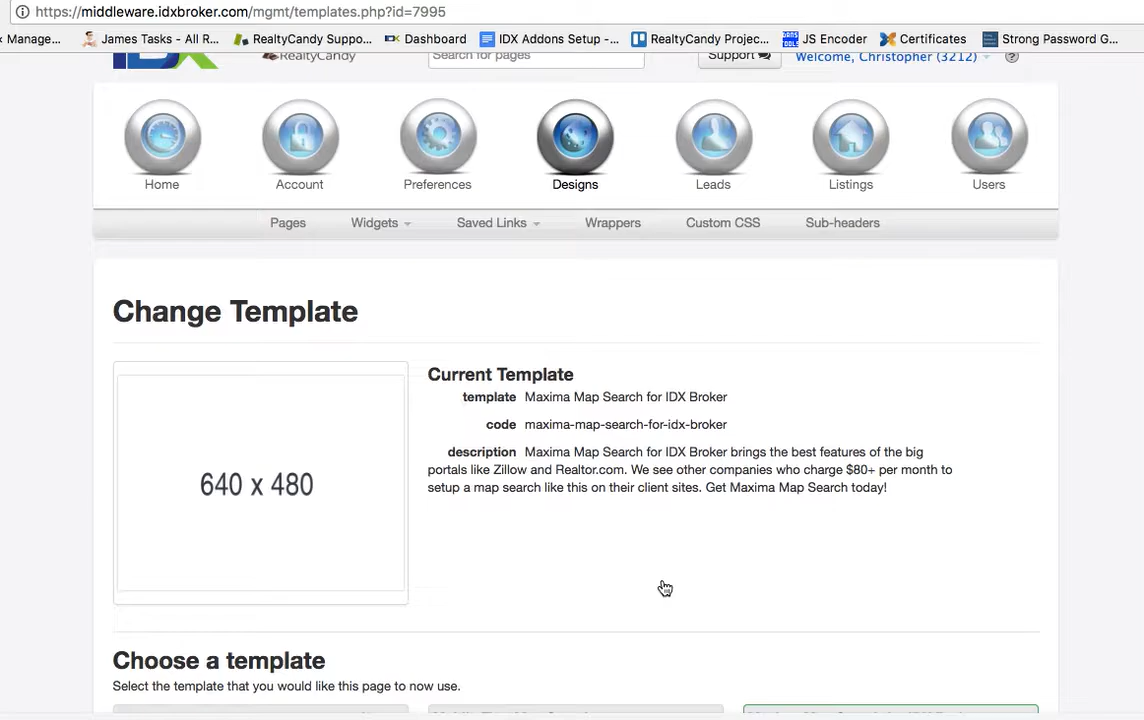 https://middleware.idxbroker.com/mgmt/templates.php?id=7995
Manage... James Tasks - All R... RealtyCandy Suppo... Dashboard IDX Addons Setup -... RealtyCandy Projec... JS Encoder Certificates Strong Password G...
RealtyCandy Search for pages Support Welcome, Christopher (3212)
Home Account Preferences Designs Leads Listings Users
Pages Widgets Saved Links Wrappers Custom CSS Sub-headers
Change Template
Current Template
template Maxima Map Search for IDX Broker
code maxima-map-search-for-idx-broker
description Maxima Map Search for IDX Broker brings the best features of the big
portals like Zillow and Realtor.com. We see other companies who charge $80+ per month to
setup a map search like this on their client sites. Get Maxima Map Search today!
640 x 480
Choose a template
Select the template that you would like this page to now use.